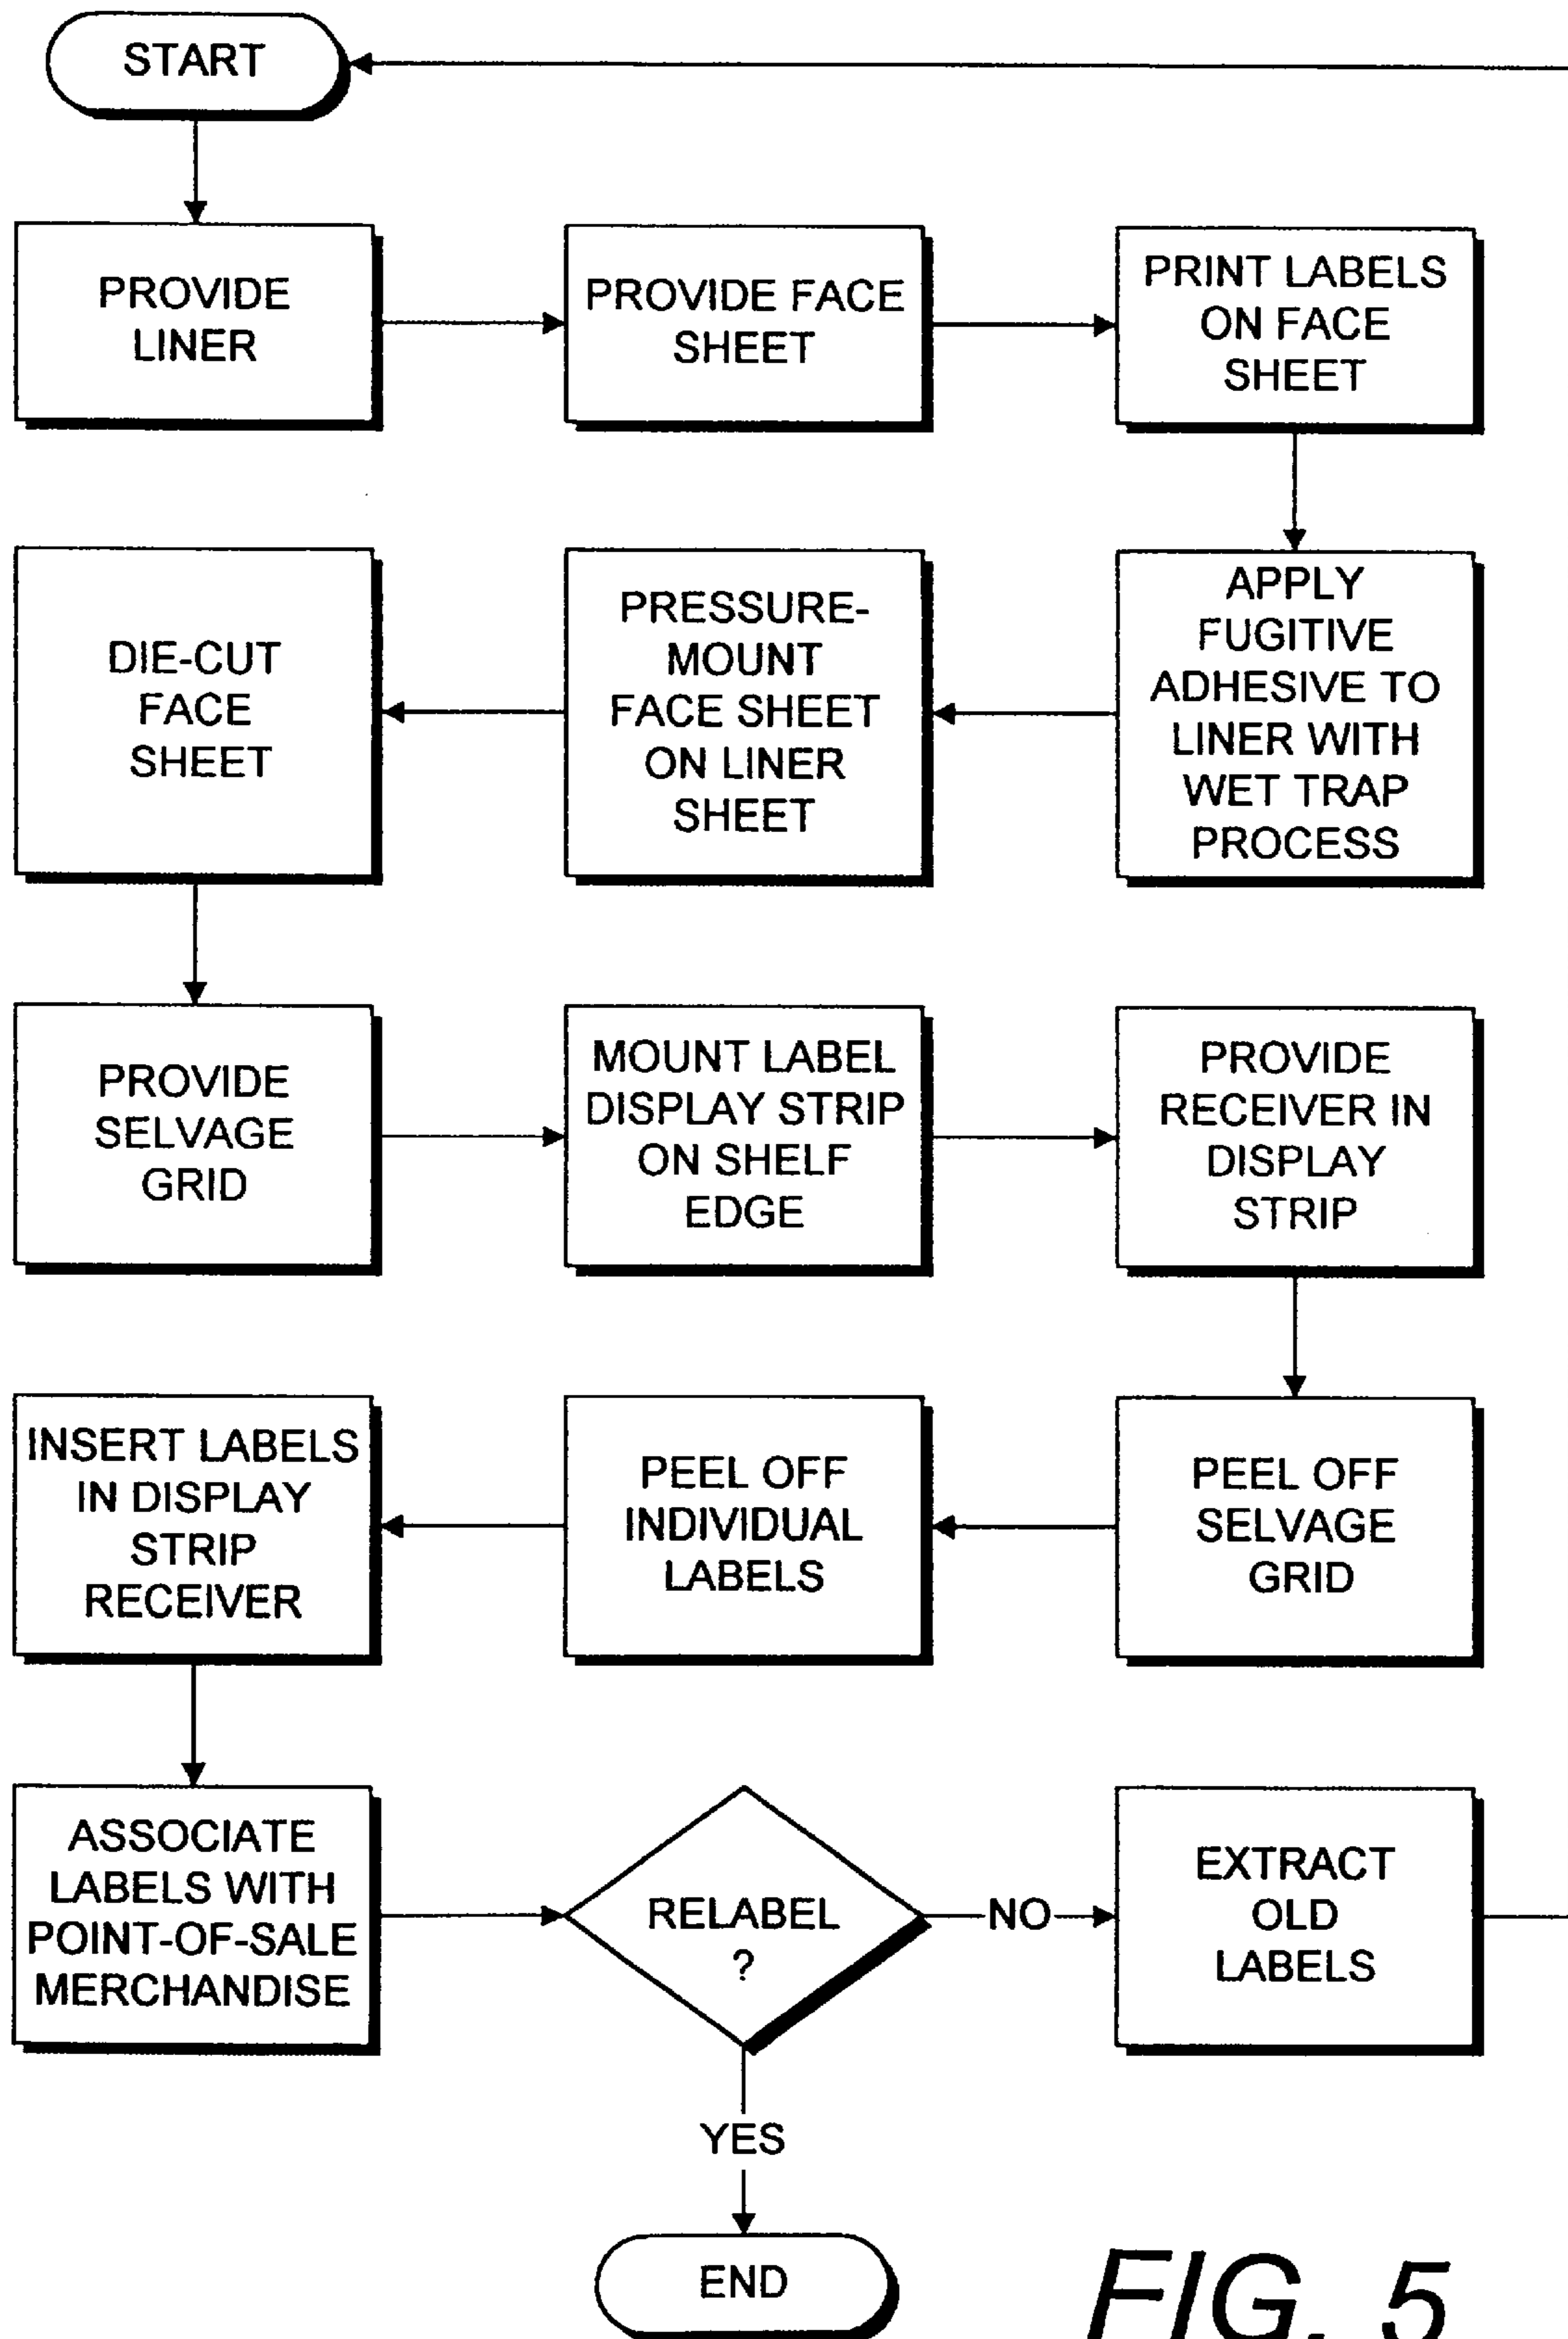 START
PROVIDE
LINER
PROVIDE FACE
SHEET
PRINT LABELS
ON FACE
SHEET
APPLY
FUGITIVE
ADHESIVE TO
LINER WITH
WET TRAP
PROCESS
PRESSURE-
MOUNT
FACE SHEET
ON LINER
SHEET
DIE-CUT
FACE
SHEET
PROVIDE
SELVAGE
GRID
MOUNT LABEL
DISPLAY STRIP
ON SHELF
EDGE
PROVIDE
RECEIVER IN
DISPLAY
STRIP
PEEL OFF
SELVAGE
GRID
PEEL OFF
INDIVIDUAL
LABELS
INSERT LABELS
IN DISPLAY
STRIP
RECEIVER
ASSOCIATE
LABELS WITH
POINT-OF-SALE
MERCHANDISE
RELABEL
?
NO
EXTRACT
OLD
LABELS
YES
END
FIG. 5